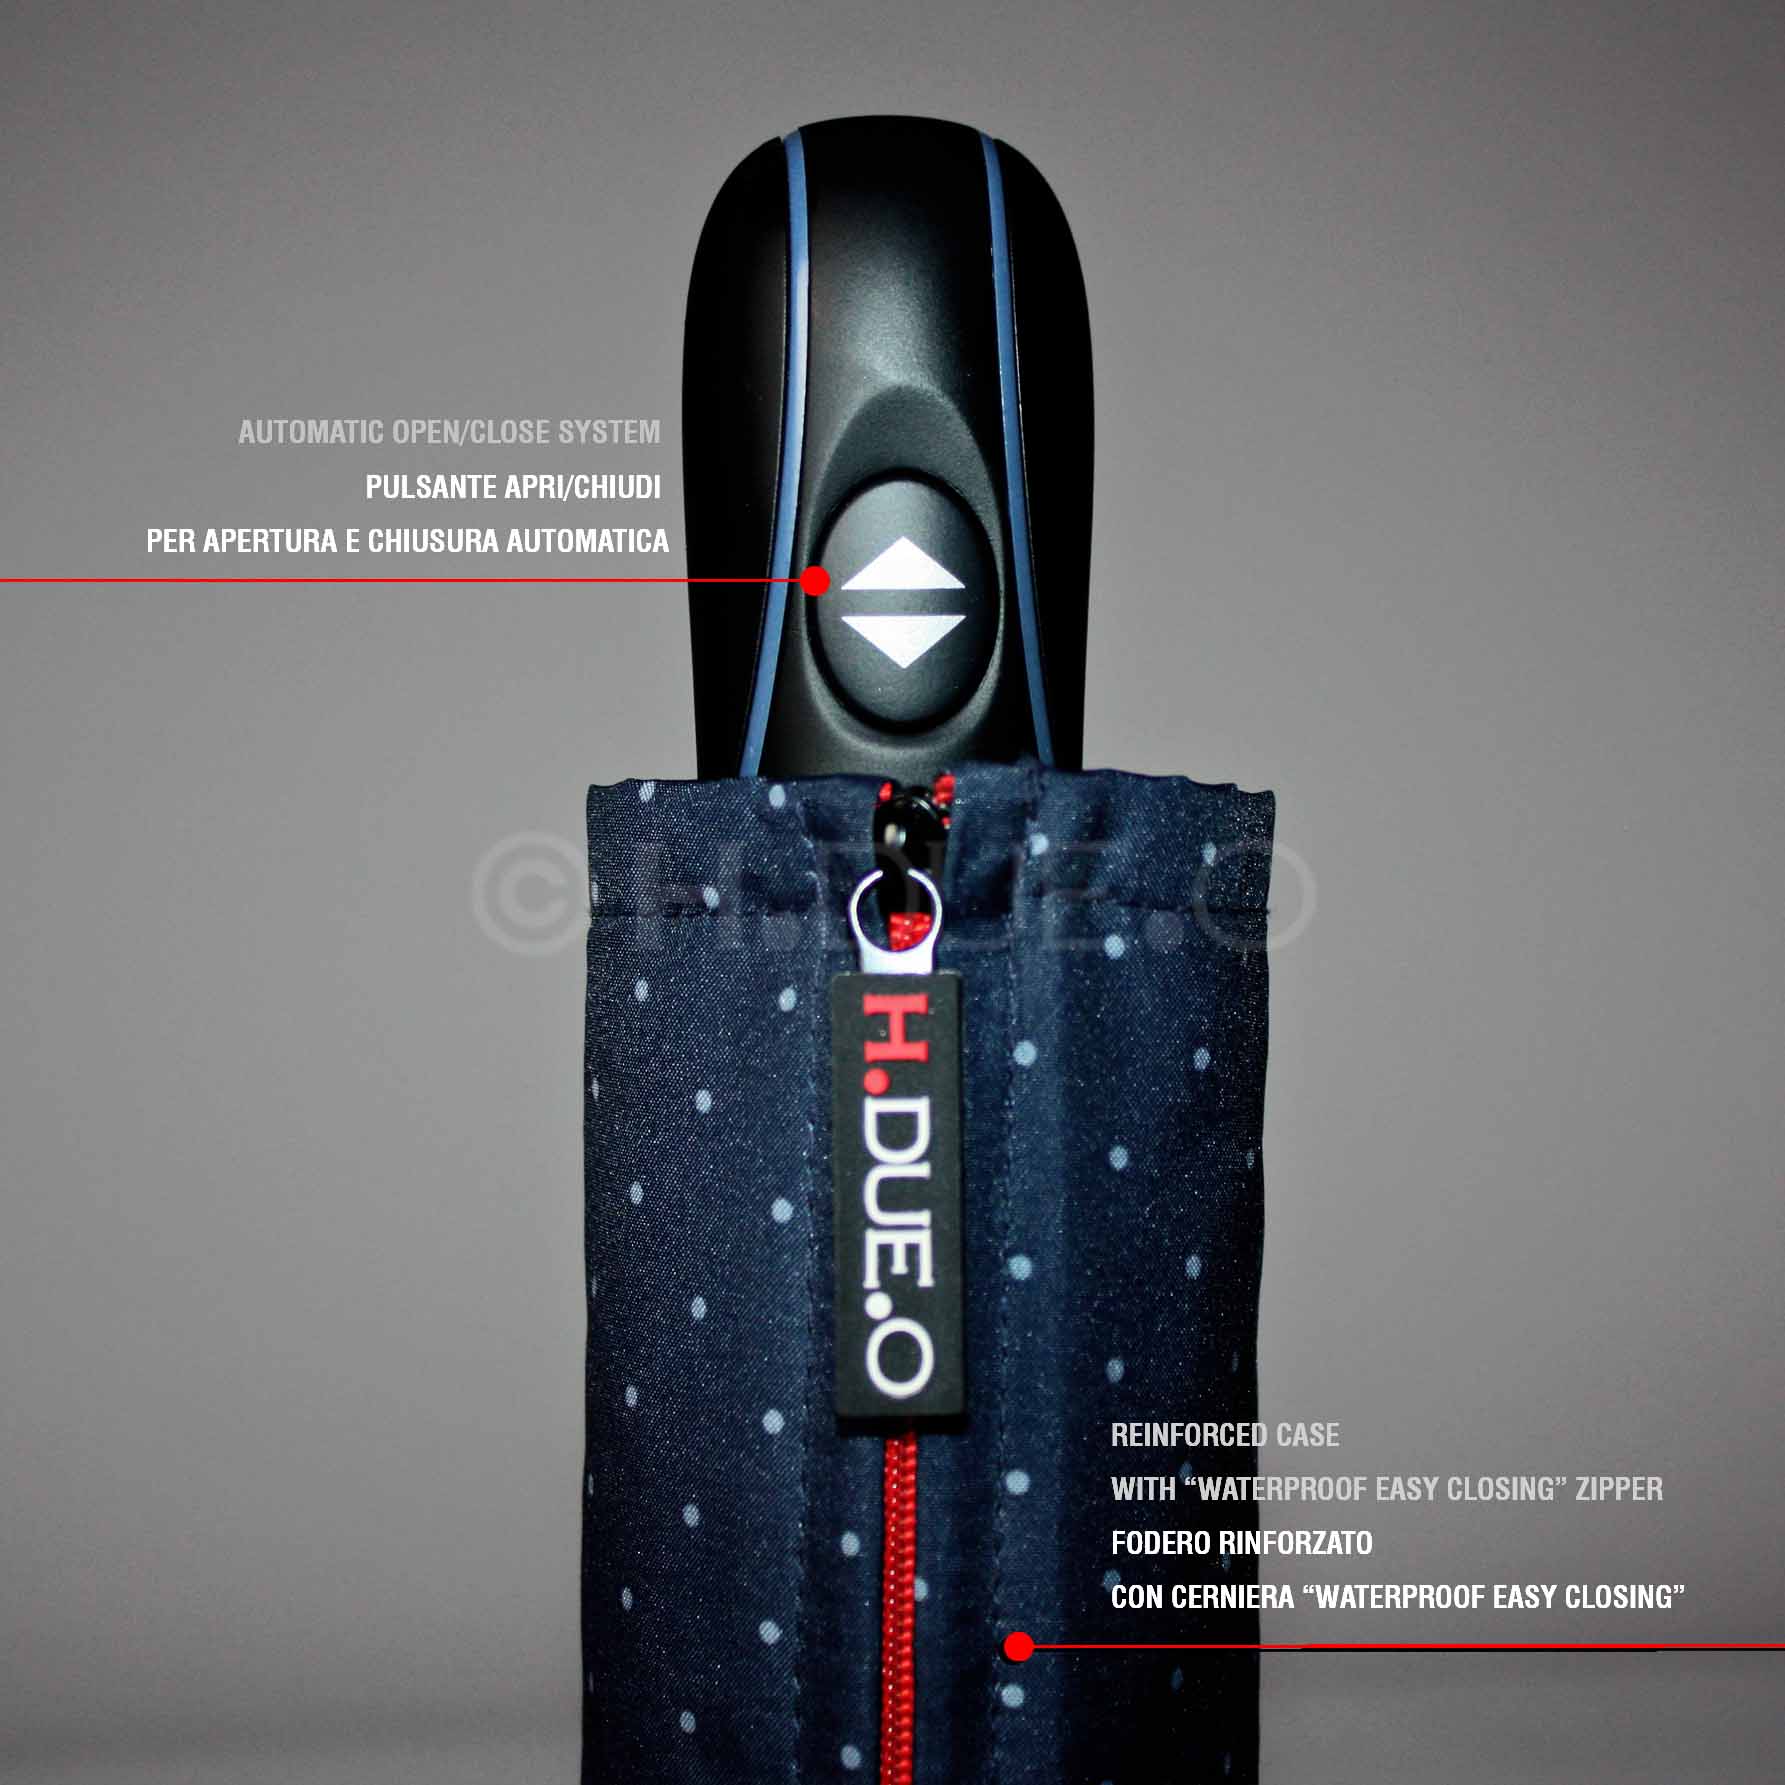 AUTOMATIC OPEN/CLOSE SYSTEM
PULSANTE APRI/CHIUDI
PER APERTURA E CHIUSURA AUTOMATICA
© H.DUE.O
H.DUE.O
REINFORCED CASE
WITH “WATERPROOF EASY CLOSING” ZIPPER
FODERO RINFORZATO
CON CERNIERA “WATERPROOF EASY CLOSING”